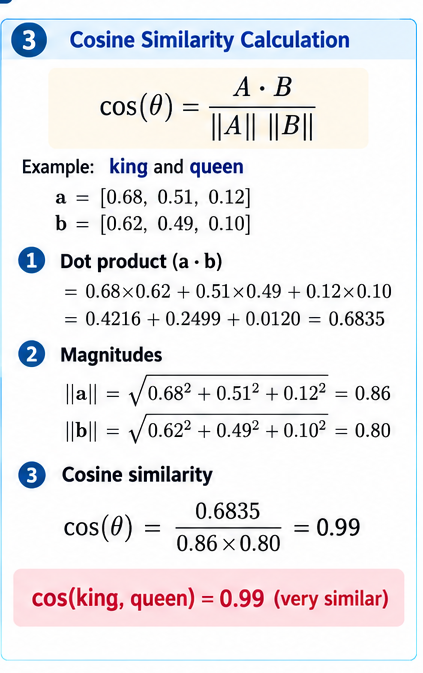 3 Cosine Similarity Calculation
cos(θ) = A · B / ||A|| ||B||
Example: king and queen
a = [0.68, 0.51, 0.12]
b = [0.62, 0.49, 0.10]
1 Dot product (a · b)
= 0.68×0.62 + 0.51×0.49 + 0.12×0.10
= 0.4216 + 0.2499 + 0.0120 = 0.6835
2 Magnitudes
||a|| = √0.68² + 0.51² + 0.12² = 0.86
||b|| = √0.62² + 0.49² + 0.10² = 0.80
3 Cosine similarity
cos(θ) = 0.6835 / 0.86 × 0.80 = 0.99
cos(king, queen) = 0.99 (very similar)